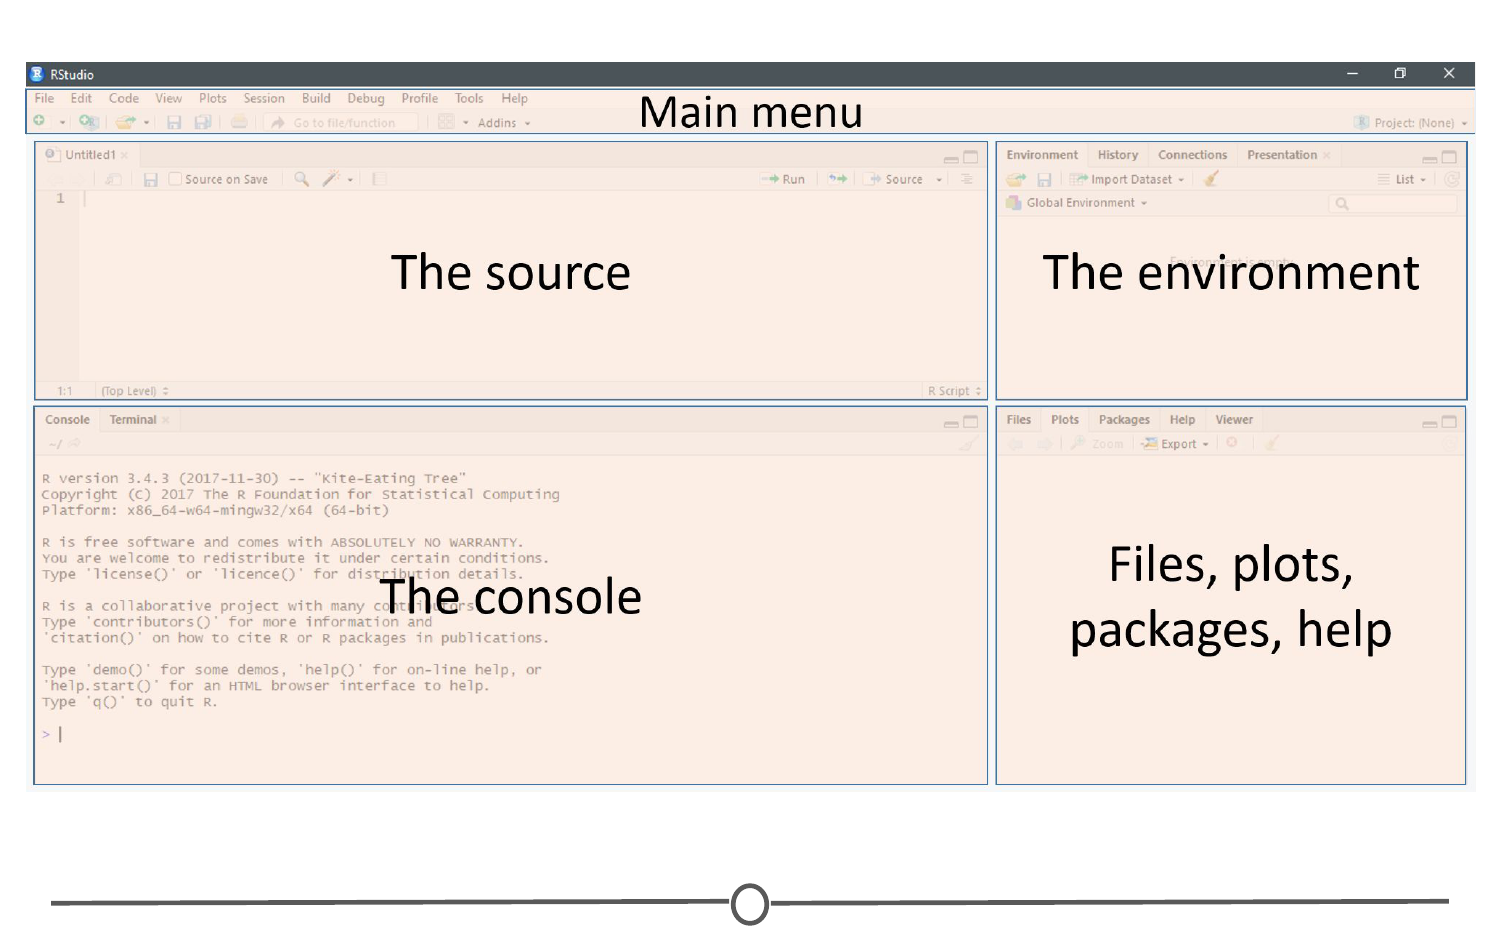 RStudio
File Edit Code View Plots Session Build Debug Profile Tools Help
Main menu
Go to file/function Addins Project: (None)
Untitled1
Source on Save Run Source
1
The source
1:1 (Top Level) R Script
Environment History Connections Presentation
Import Dataset List
Global Environment
Environment is empty
The environment
Console Terminal
~/
R version 3.4.3 (2017-11-30) -- "Kite-Eating Tree"
Copyright (C) 2017 The R Foundation for Statistical Computing
Platform: x86_64-w64-mingw32/x64 (64-bit)
R is free software and comes with ABSOLUTELY NO WARRANTY.
You are welcome to redistribute it under certain conditions.
Type 'license()' or 'licence()' for distribution details.
The console
R is a collaborative project with many contributors.
Type 'contributors()' for more information and
'citation()' on how to cite R or R packages in publications.
Type 'demo()' for some demos, 'help()' for on-line help, or
'help.start()' for an HTML browser interface to help.
Type 'q()' to quit R.
>
Files Plots Packages Help Viewer
Zoom Export
Files, plots,
packages, help